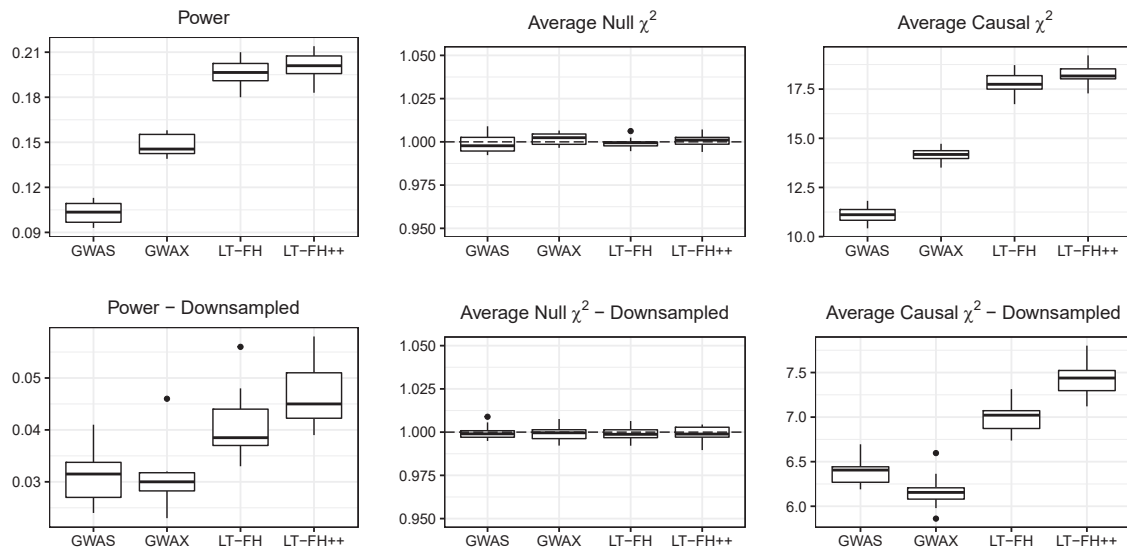 Power
0.21
0.18
0.15
0.12
0.09
GWAS GWAX LT−FH LT−FH++
Average Null χ²
1.050
1.025
1.000
0.975
0.950
GWAS GWAX LT−FH LT−FH++
Average Causal χ²
17.5
15.0
12.5
10.0
GWAS GWAX LT−FH LT−FH++
Power − Downsampled
0.05
0.04
0.03
GWAS GWAX LT−FH LT−FH++
Average Null χ² − Downsampled
1.050
1.025
1.000
0.975
0.950
GWAS GWAX LT−FH LT−FH++
Average Causal χ² − Downsampled
7.5
7.0
6.5
6.0
GWAS GWAX LT−FH LT−FH++